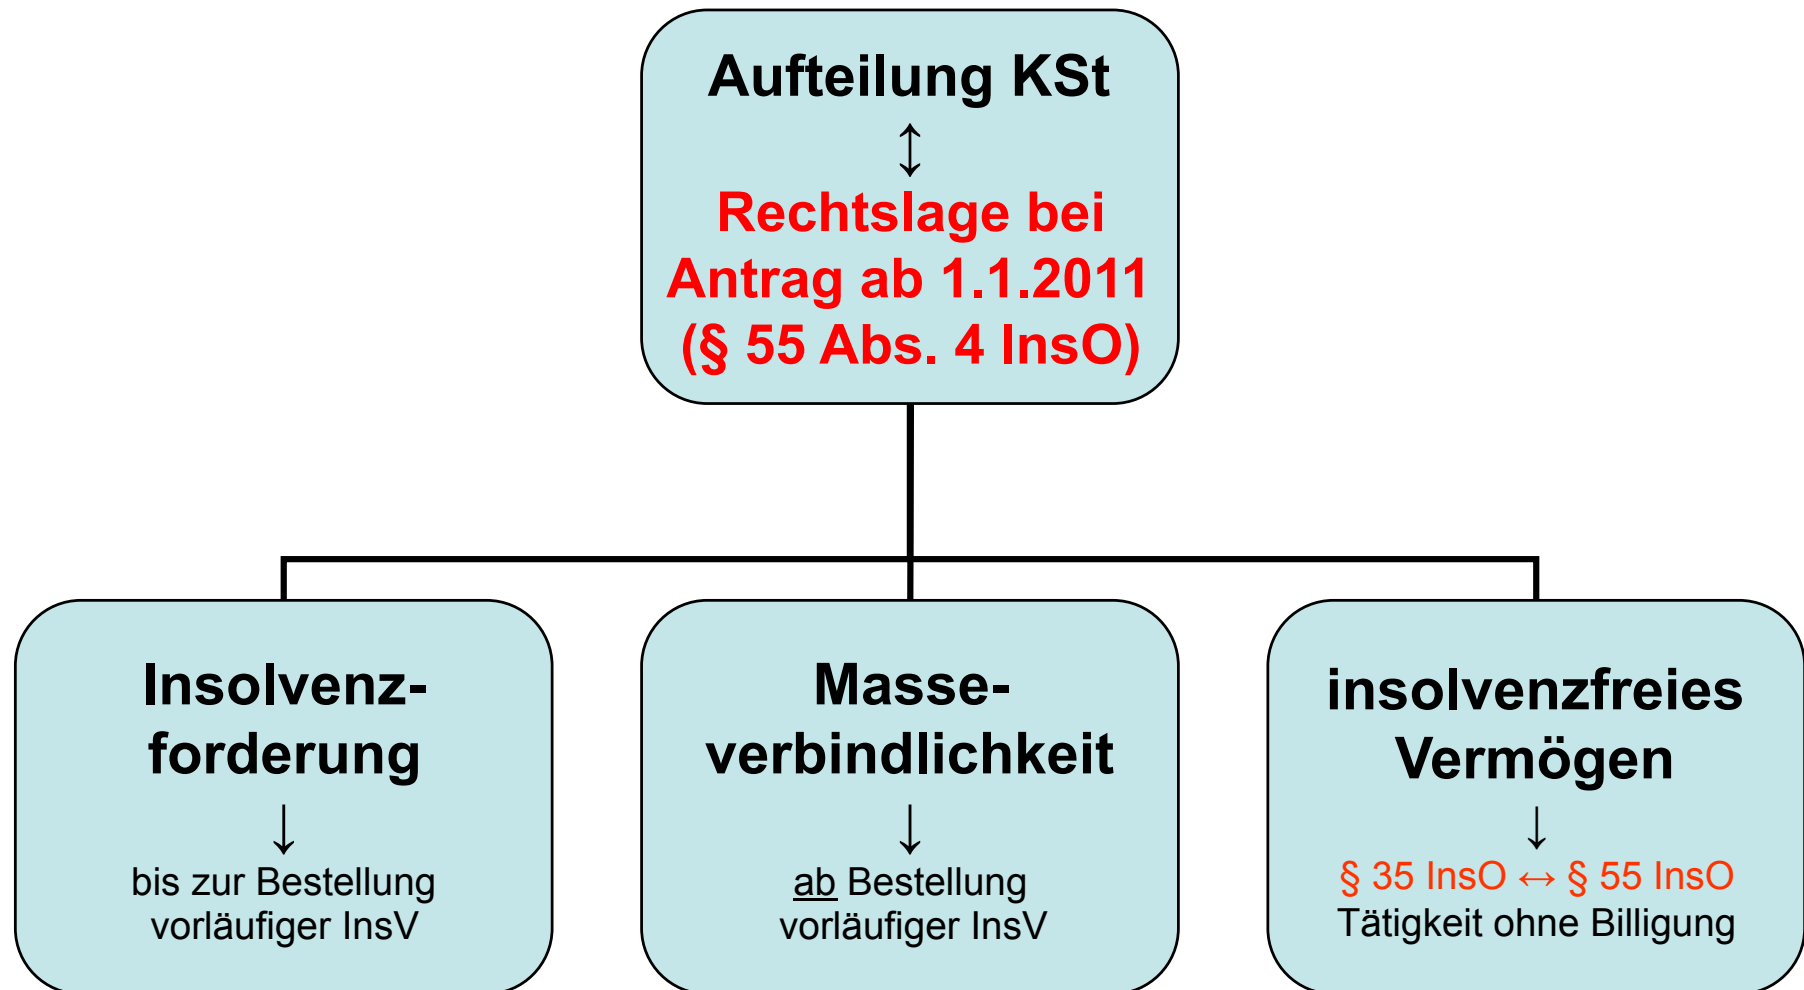 Aufteilung KSt
↕
Rechtslage bei
Antrag ab 1.1.2011
(§ 55 Abs. 4 InsO)
Insolvenz-
forderung
↓
bis zur Bestellung
vorläufiger InsV
Masse-
verbindlichkeit
↓
ab Bestellung
vorläufiger InsV
insolvenzfreies
Vermögen
↓
§ 35 InsO ↔ § 55 InsO
Tätigkeit ohne Billigung